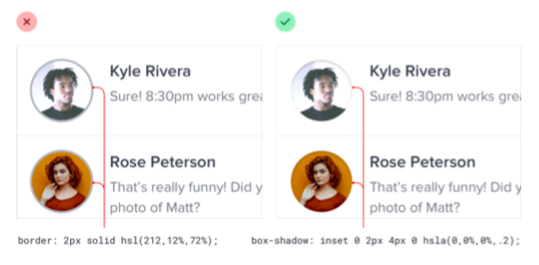 Kyle Rivera
Sure! 8:30pm works
Rose Peterson
That's really funny! Did
photo of Matt?
border: 2px solid hsl(212,12%,72%);
Kyle Rivera
Sure! 8:30pm works
Rose Peterson
That's really funny! Did
photo of Matt?
box-shadow: inset 0 2px 4px 0 hsla(0,0%,0%,.2);